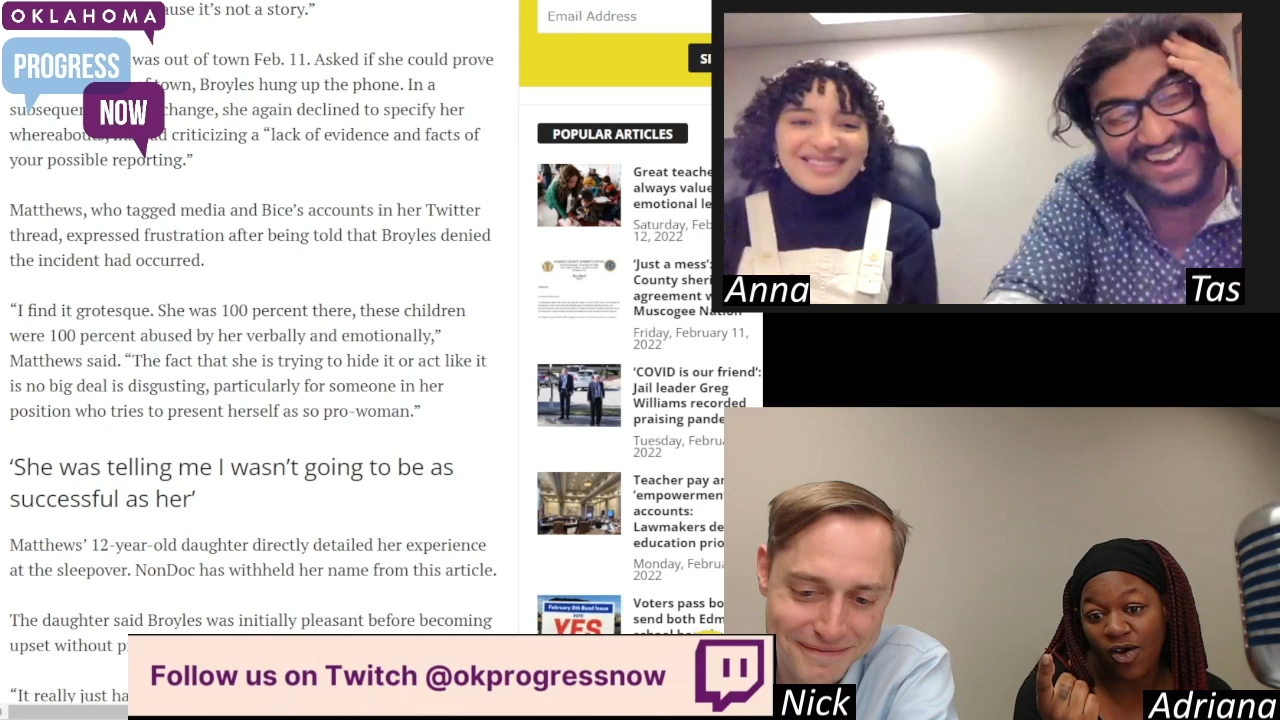 OKLAHOMA
PROGRESS
NOW
ause it's not a story."
was out of town Feb. 11. Asked if she could prove
town, Broyles hung up the phone. In a
subsequen change, she again declined to specify her
whereabouts, criticizing a "lack of evidence and facts of
your possible reporting."
Matthews, who tagged media and Bice's accounts in her Twitter
thread, expressed frustration after being told that Broyles denied
the incident had occurred.
"I find it grotesque. She was 100 percent there, these children
were 100 percent abused by her verbally and emotionally,"
Matthews said. "The fact that she is trying to hide it or act like it
is no big deal is disgusting, particularly for someone in her
position who tries to present herself as so pro-woman."
'She was telling me I wasn't going to be as
successful as her'
Matthews' 12-year-old daughter directly detailed her experience
at the sleepover. NonDoc has withheld her name from this article.
The daughter said Broyles was initially pleasant before becoming
upset without p
"It really just ha
Email Address
SI
POPULAR ARTICLES
Great teache
always value
emotional le
Saturday, Feb
12, 2022
'Just a mess':
County sheri
agreement w
Muscogee Nation
Friday, February 11,
2022
'COVID is our friend':
Jail leader Greg
Williams recorded
praising pande
Tuesday, Februa
2022
Teacher pay an
'empowermen
accounts:
Lawmakers de
education prio
Monday, Februa
2022
February 8th Bond Issue
VOTE
YES
Voters pass bo
send both Edm
Anna
Tas
Nick
Adriana
Follow us on Twitch @okprogressnow